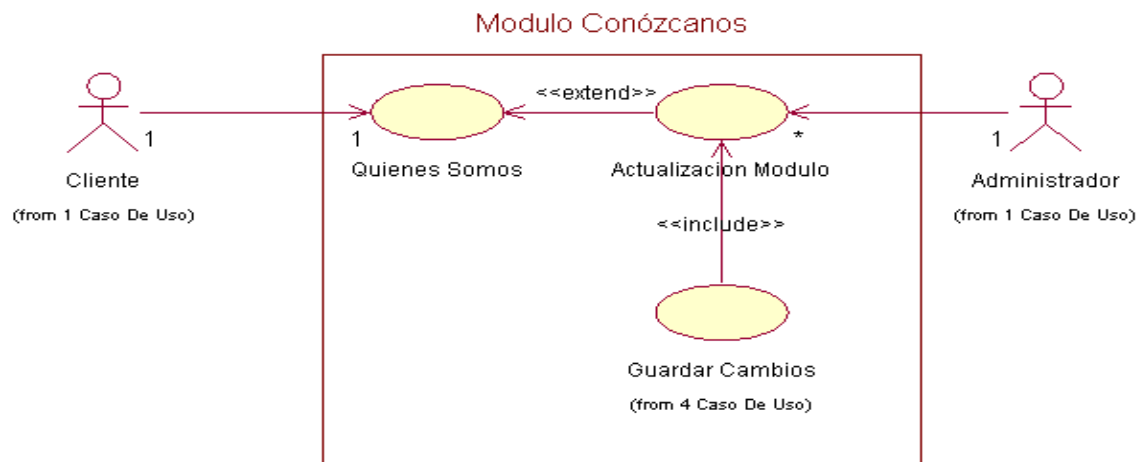 Modulo Conózcanos
<<extend>>
1
1
*
1
Cliente
Quienes Somos
Actualizacion Modulo
Administrador
(from 1 Caso De Uso)
(from 1 Caso De Uso)
<<include>>
Guardar Cambios
(from 4 Caso De Uso)